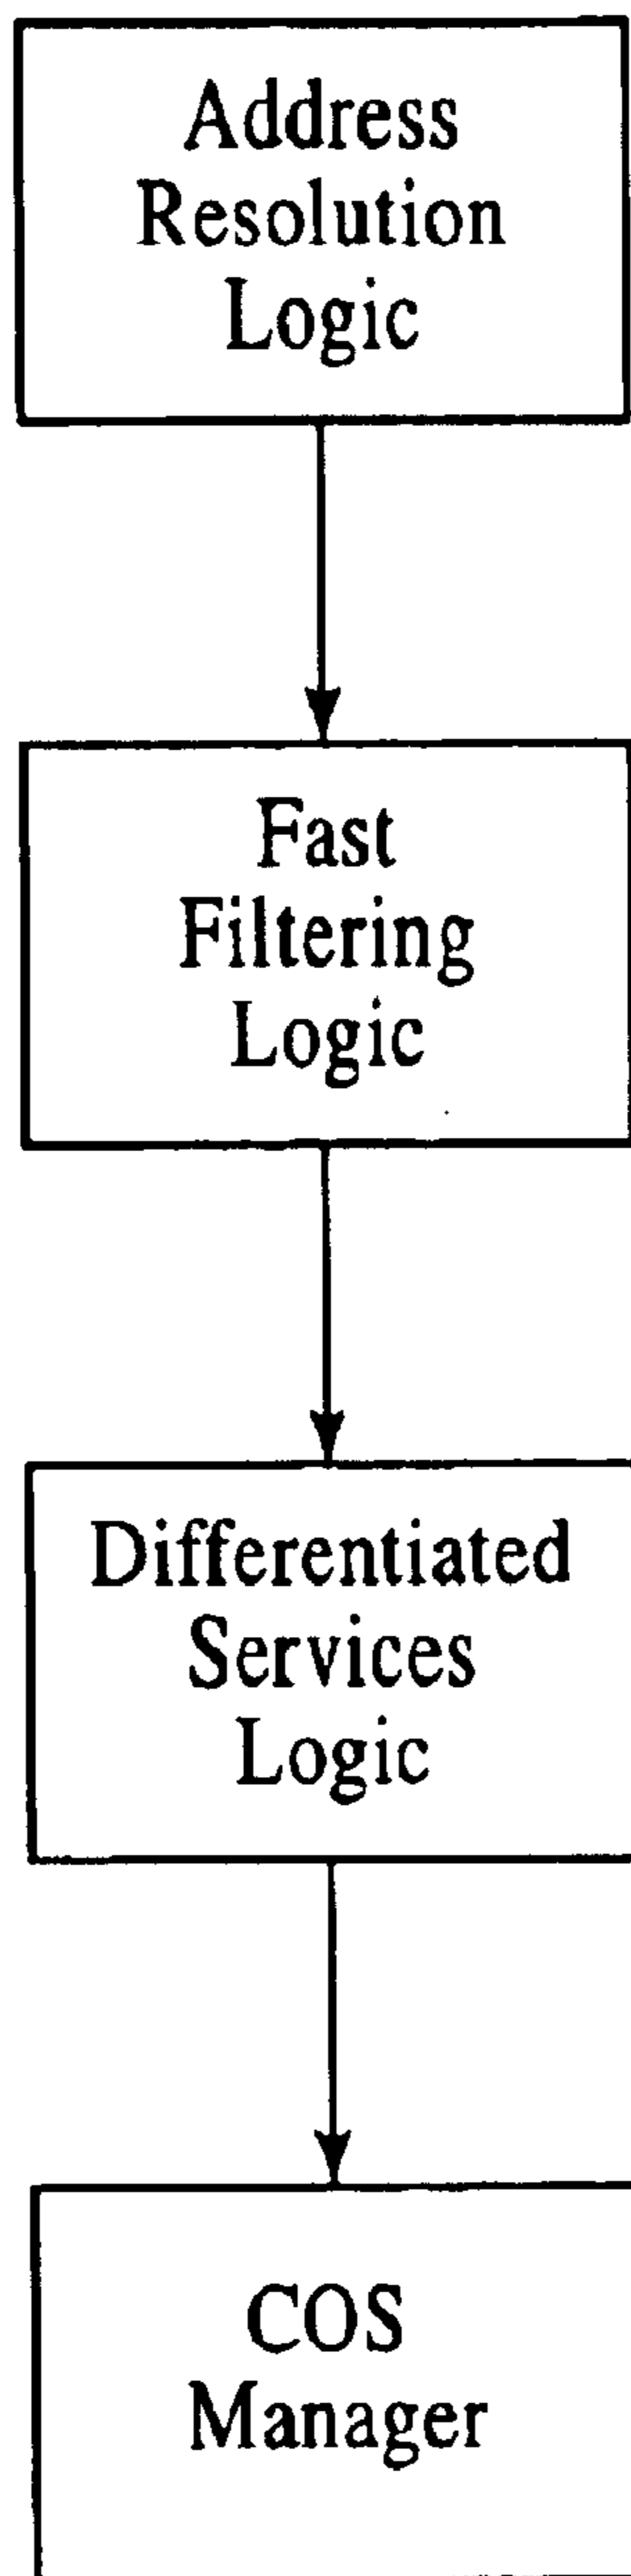 Address
Resolution
Logic
Fast
Filtering
Logic
Differentiated
Services
Logic
COS
Manager